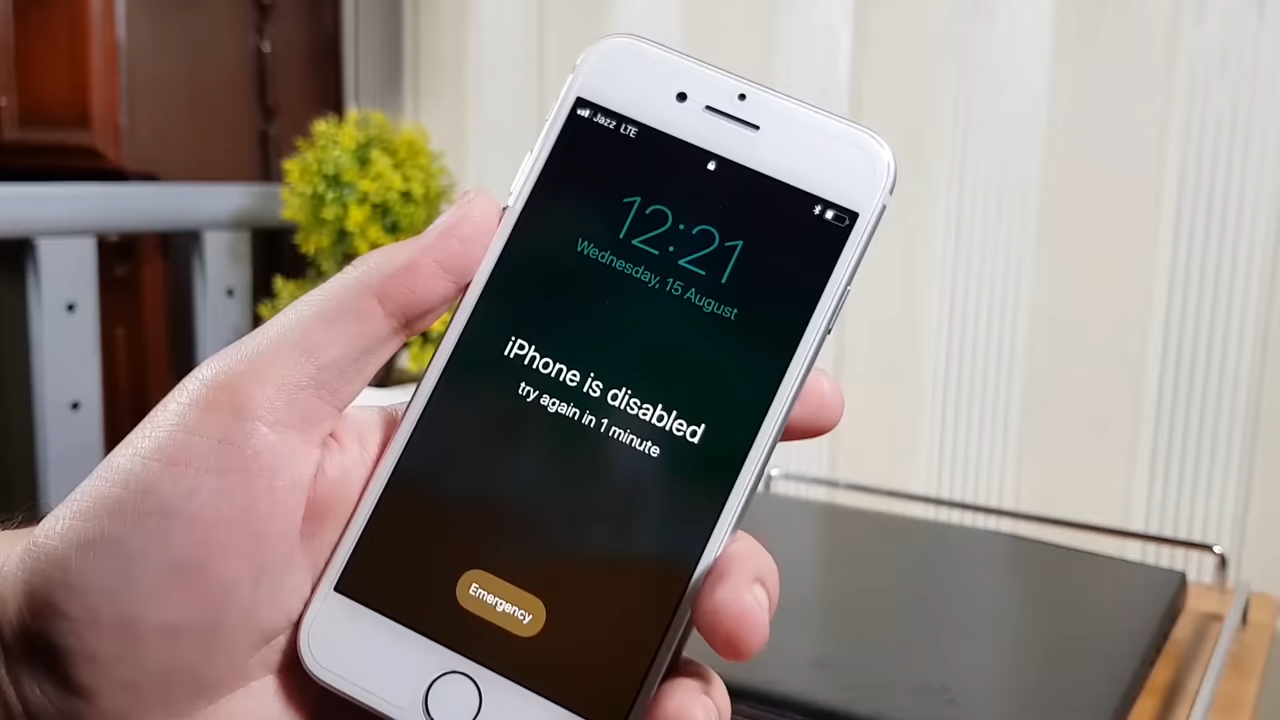 Jazz LTE
12:21
Wednesday, 15 August
iPhone is disabled
try again in 1 minute
Emergency